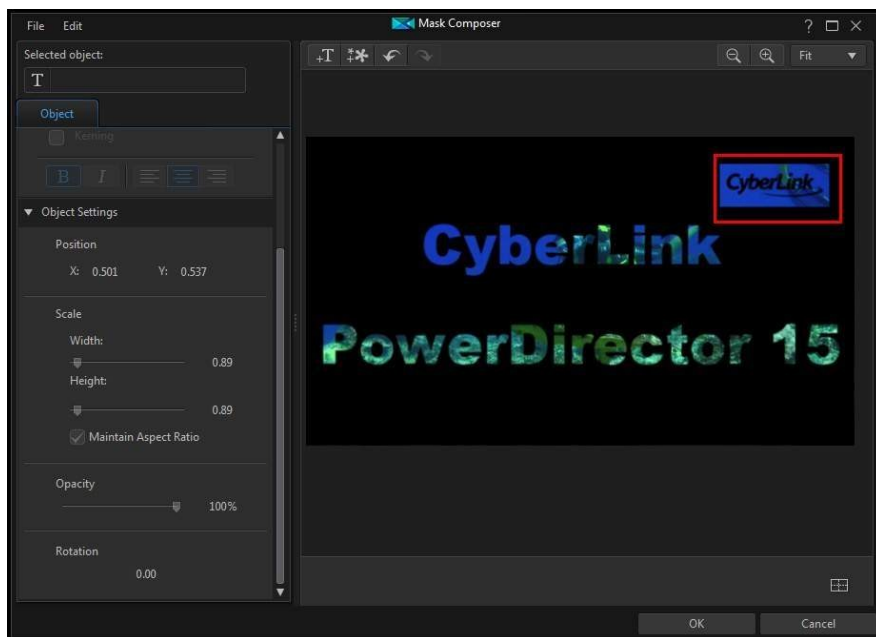 File Edit
Mask Composer
?
Selected object:
T
+T
Fit
Object
Kerning
B I
Object Settings
Position
X: 0.501 Y: 0.537
Scale
Width:
0.89
Height:
0.89
Maintain Aspect Ratio
Opacity
100%
Rotation
0.00
CyberLink
CyberLink
PowerDirector 15
OK Cancel